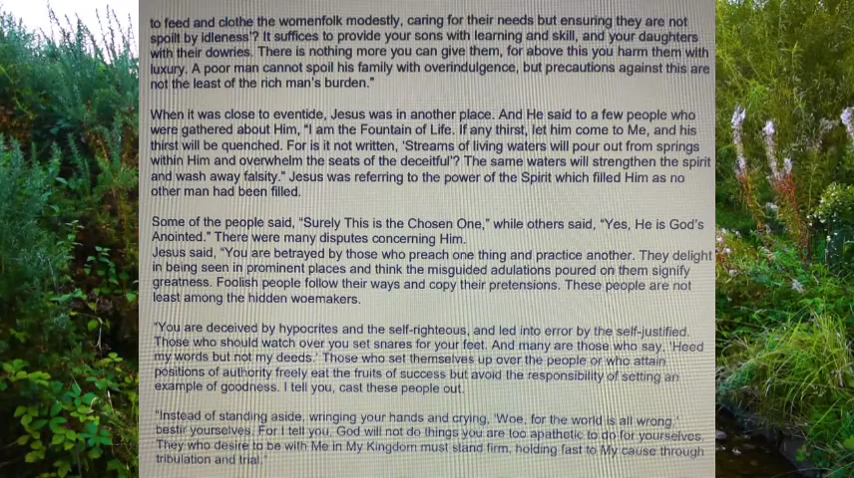 to feed and clothe the womenfolk modestly, caring for their needs but ensuring they are not
spoilt by idleness'? It suffices to provide your sons with learning and skill, and your daughters
with their dowries. There is nothing more you can give them, for above this you harm them with
luxury. A poor man cannot spoil his family with overindulgence, but precautions against this are
not the least of the rich man's burden."
When it was close to eventide, Jesus was in another place. And He said to a few people who
were gathered about Him, "I am the Fountain of Life. If any thirst, let him come to Me, and his
thirst will be quenched. For is it not written, 'Streams of living waters will pour out from springs
within Him and overwhelm the seats of the deceitful'? The same waters will strengthen the spirit
and wash away falsity." Jesus was referring to the power of the Spirit which filled Him as no
other man had been filled.
Some of the people said, "Surely This is the Chosen One," while others said, "Yes, He is God's
Anointed." There were many disputes concerning Him.
Jesus said, "You are betrayed by those who preach one thing and practice another. They delight
in being seen in prominent places and think the misguided adulations poured on them signify
greatness. Foolish people follow their ways and copy their pretensions. These people are not
least among the hidden woemakers.
"You are deceived by hypocrites and the self-righteous, and led into error by the self-justified.
Those who should watch over you set snares for your feet. And many are those who say, 'Heed
my words but not my deeds.' Those who set themselves up over the people or who attain
positions of authority freely eat the fruits of success but avoid the responsibility of setting an
example of goodness. I tell you, cast these people out.
"Instead of standing aside, wringing your hands and crying, 'Woe, for the world is all wrong,'
bestir yourselves. For I tell you, God will not do things you are too apathetic to do for yourselves.
They who desire to be with Me in My Kingdom must stand firm, holding fast to My cause through
tribulation and trial."